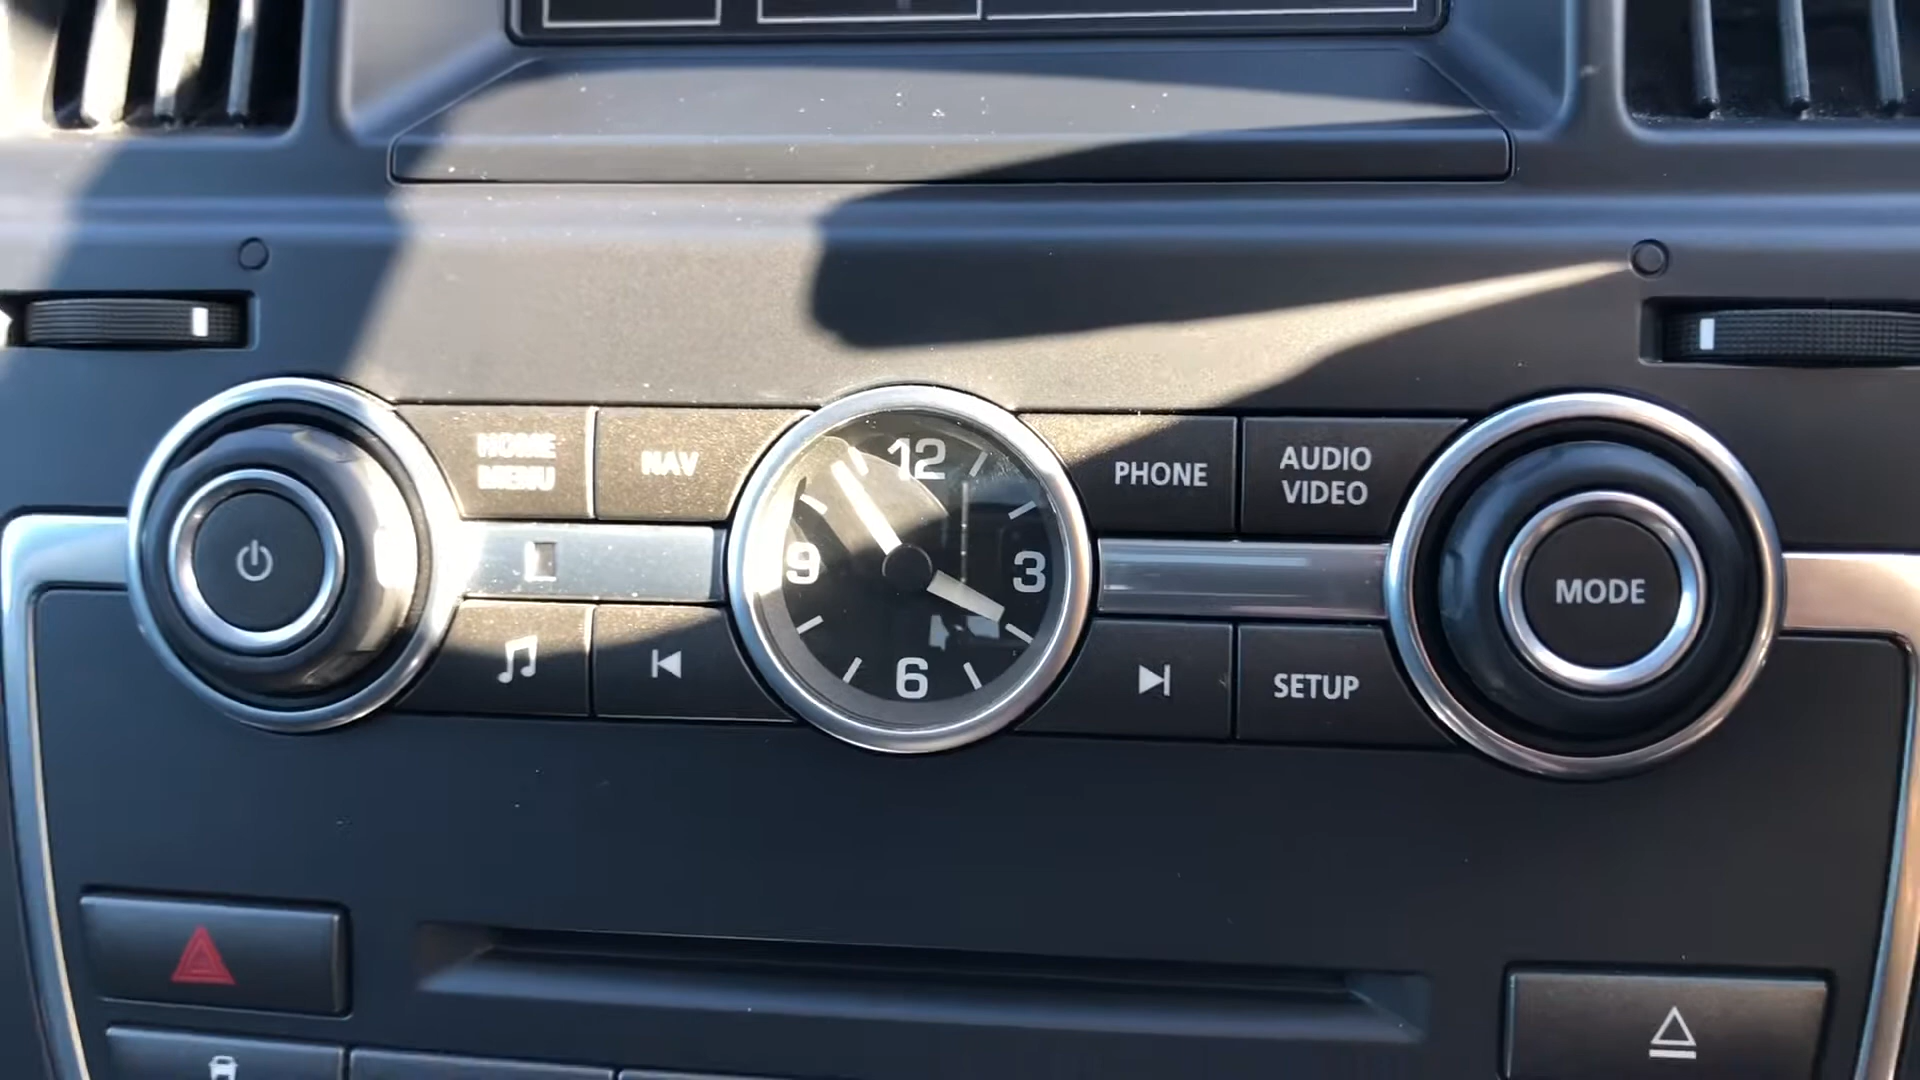 HOME
MENU
NAV
12
PHONE
AUDIO
VIDEO
9
3
MODE
6
SETUP